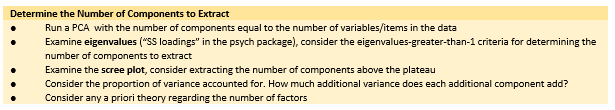 Determine the Number of Components to Extract
● Run a PCA with the number of components equal to the number of variables/items in the data
● Examine eigenvalues (“SS loadings” in the psych package), consider the eigenvalues-greater-than-1 criteria for determining the
number of components to extract
● Examine the scree plot, consider extracting the number of components above the plateau
● Consider the proportion of variance accounted for. How much additional variance does each additional component add?
● Consider any a priori theory regarding the number of factors